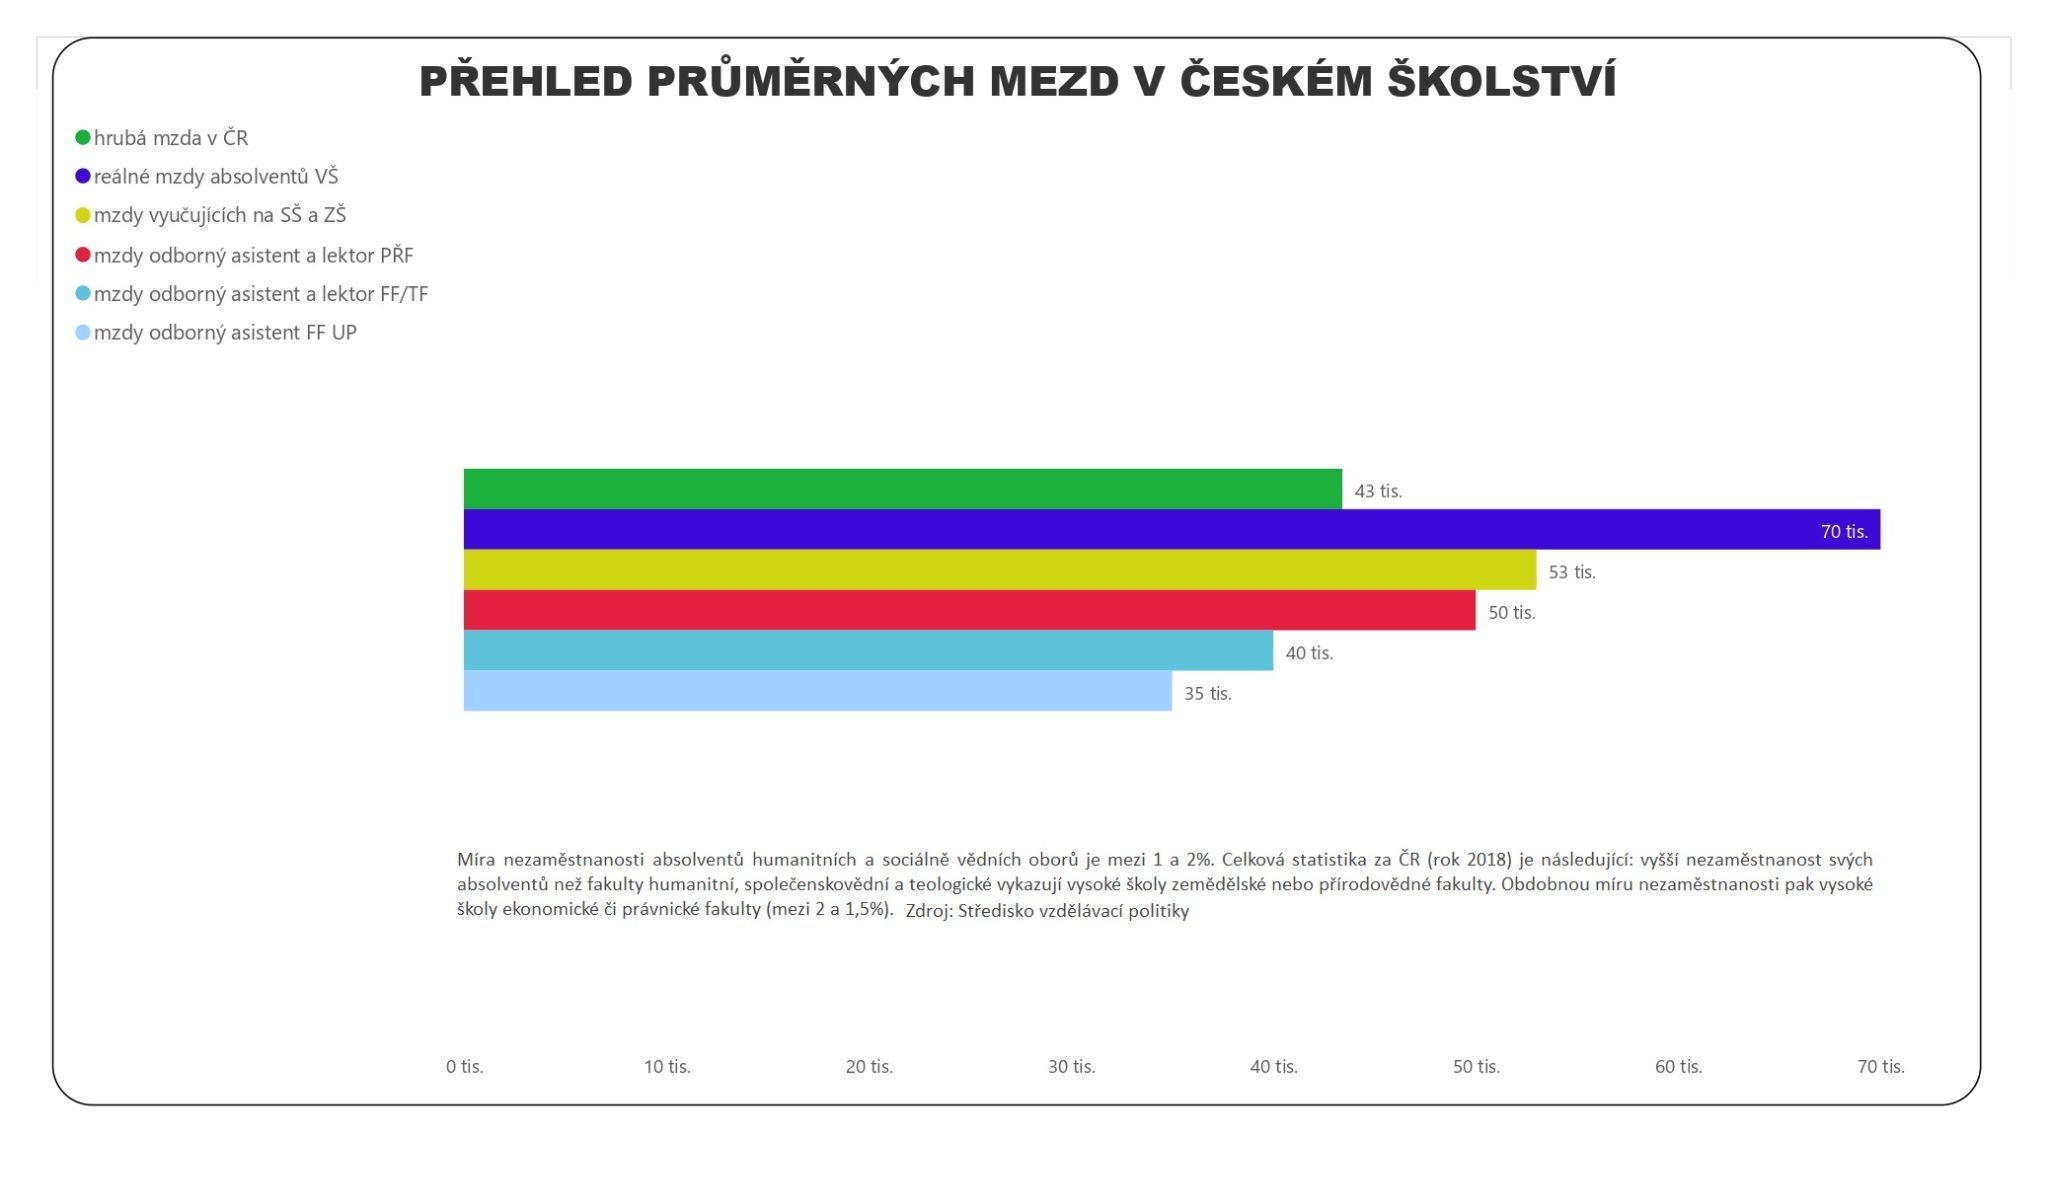 PŘEHLED PRŮMĚRNÝCH MEZD V ČESKÉM ŠKOLSTVÍ
hrubá mzda v ČR
reálné mzdy absolventů VŠ
mzdy vyučujících na SŠ a ZŠ
mzdy odborný asistent a lektor PŘF
mzdy odborný asistent a lektor FF/TF
mzdy odborný asistent FF UP
43 tis.
70 tis.
53 tis.
50 tis.
40 tis.
35 tis.
Míra nezaměstnanosti absolventů humanitních a sociálně vědních oborů je mezi 1 a 2%. Celková statistika za ČR (rok 2018) je následující: vyšší nezaměstnanost svých
absolventů než fakulty humanitní, společenskovědní a teologické vykazují vysoké školy zemědělské nebo přírodovědné fakulty. Obdobnou míru nezaměstnanosti pak vysoké
školy ekonomické či právnické fakulty (mezi 2 a 1,5%). Zdroj: Středisko vzdělávací politiky
0 tis. 10 tis. 20 tis. 30 tis. 40 tis. 50 tis. 60 tis. 70 tis.